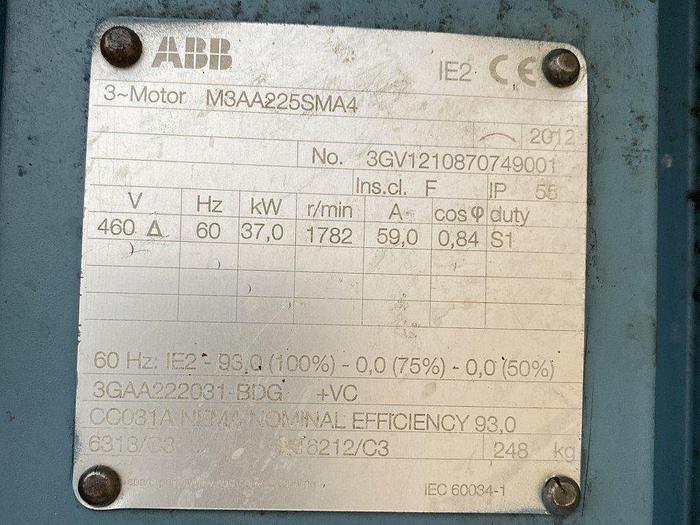 ABB
IE2 CE
3~Motor M3AA225SMA4
2012
No. 3GV1210870749001
Ins.cl. F IP 55
V Hz kW r/min A cosφ duty
460 Δ 60 37,0 1782 59,0 0,84 S1
60 Hz: IE2 - 93,0 (100%) - 0,0 (75%) - 0,0 (50%)
3GAA222031-BDG +VC
CC031A NEMA NOMINAL EFFICIENCY 93,0
6313/C3 6212/C3 248 kg
IEC 60034-1